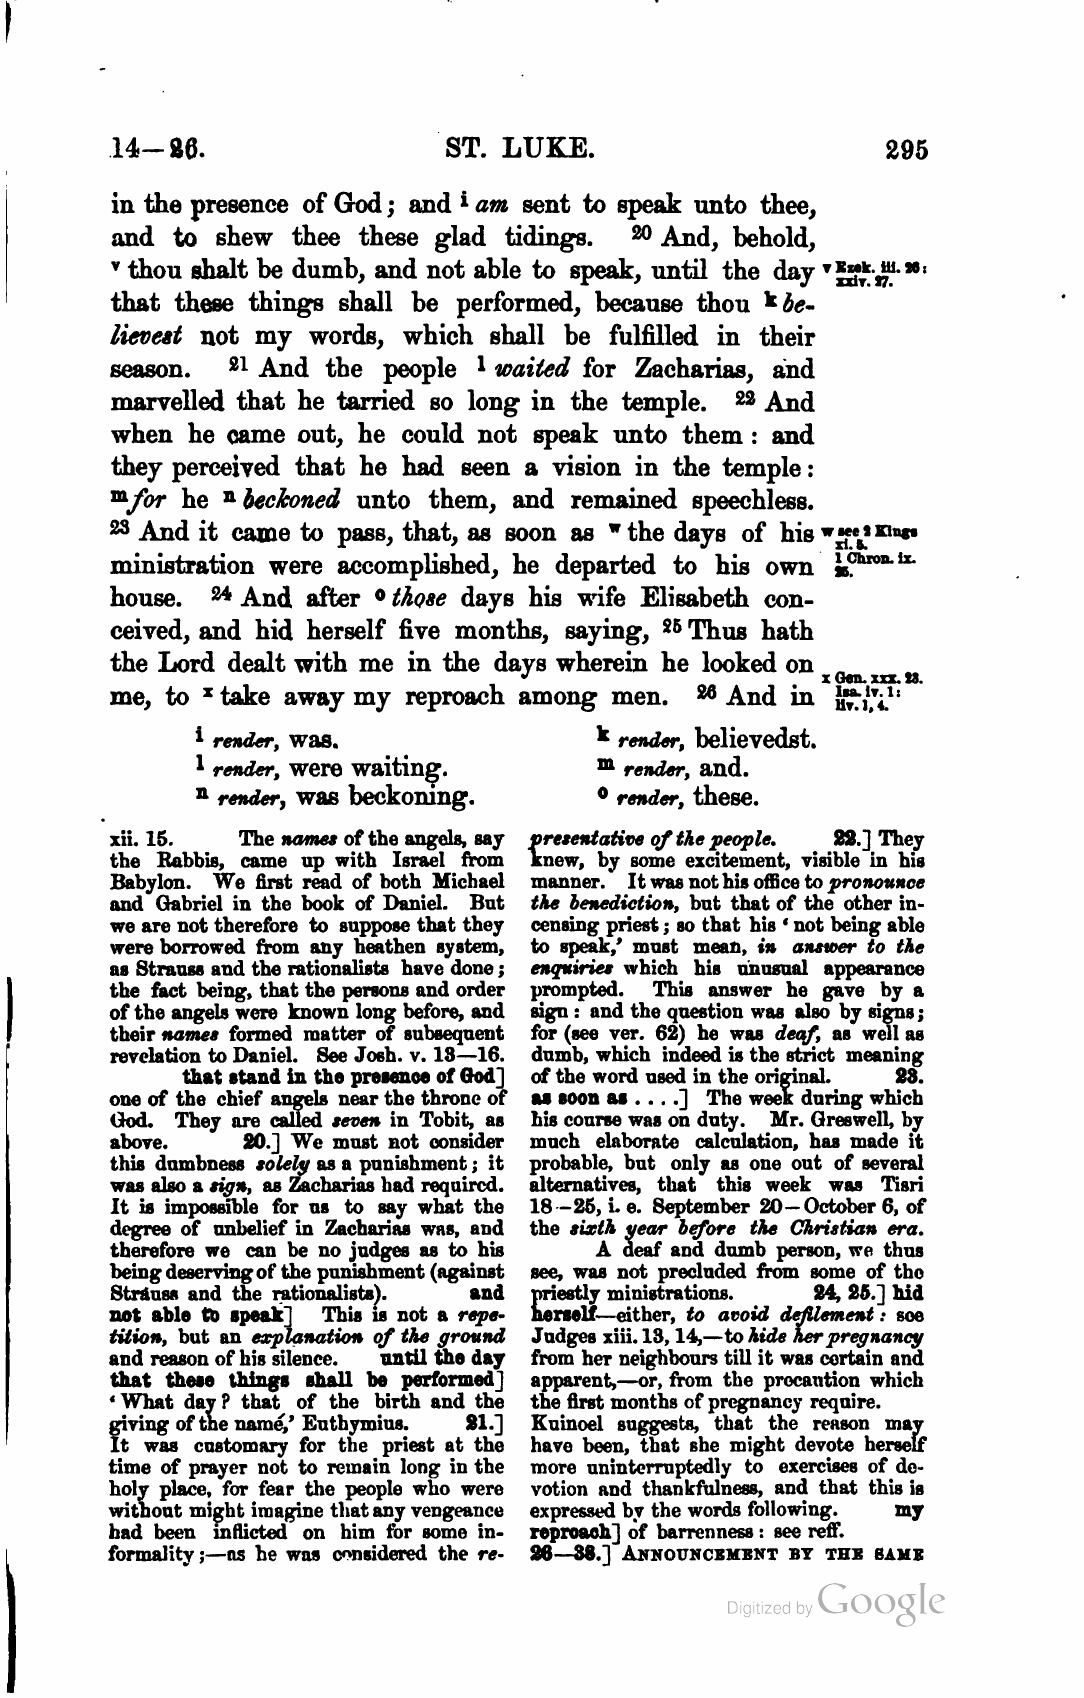 14—26. ST. LUKE. 295
in the presence of God; and i am sent to speak unto thee,
and to shew thee these glad tidings. 20 And, behold,
v thou shalt be dumb, and not able to speak, until the day
that these things shall be performed, because thou k be-
lievest not my words, which shall be fulfilled in their
season. 21 And the people l waited for Zacharias, and
marvelled that he tarried so long in the temple. 22 And
when he came out, he could not speak unto them : and
they perceived that he had seen a vision in the temple :
m for he n beckoned unto them, and remained speechless.
23 And it came to pass, that, as soon as w the days of his
ministration were accomplished, he departed to his own
house. 24 And after o those days his wife Elisabeth con-
ceived, and hid herself five months, saying, 25 Thus hath
the Lord dealt with me in the days wherein he looked on
me, to x take away my reproach among men. 26 And in
v Ezek. iii. 26:
xxiv. 27.
w see 2 Kings
xi. 5.
1 Chron. ix.
25.
x Gen. xxx. 23.
Isa. iv. 1:
liv. 1, 4.
i render, was.
k render, believedst.
l render, were waiting.
m render, and.
n render, was beckoning.
o render, these.
xii. 15. The names of the angels, say
the Rabbis, came up with Israel from
Babylon. We first read of both Michael
and Gabriel in the book of Daniel. But
we are not therefore to suppose that they
were borrowed from any heathen system,
as Strauss and the rationalists have done;
the fact being, that the persons and order
of the angels were known long before, and
their names formed matter of subsequent
revelation to Daniel. See Josh. v. 13—16.
that stand in the presence of God]
one of the chief angels near the throne of
God. They are called seven in Tobit, as
above. 20.] We must not consider
this dumbness solely as a punishment; it
was also a sign, as Zacharias had required.
It is impossible for us to say what the
degree of unbelief in Zacharias was, and
therefore we can be no judges as to his
being deserving of the punishment (against
Strauss and the rationalists). and
not able to speak] This is not a repe-
tition, but an explanation of the ground
and reason of his silence. until the day
that these things shall be performed]
‘What day? that of the birth and the
giving of the name,’ Euthymius. 21.]
It was customary for the priest at the
time of prayer not to remain long in the
holy place, for fear the people who were
without might imagine that any vengeance
had been inflicted on him for some in-
formality;—as he was considered the re-
presentative of the people. 22.] They
knew, by some excitement, visible in his
manner. It was not his office to pronounce
the benediction, but that of the other in-
censing priest; so that his ‘not being able
to speak,’ must mean, in answer to the
enquiries which his unusual appearance
prompted. This answer he gave by a
sign : and the question was also by signs;
for (see ver. 62) he was deaf, as well as
dumb, which indeed is the strict meaning
of the word used in the original. 23.
as soon as . . . .] The week during which
his course was on duty. Mr. Greswell, by
much elaborate calculation, has made it
probable, but only as one out of several
alternatives, that this week was Tisri
18—25, i. e. September 20—October 6, of
the sixth year before the Christian era.
A deaf and dumb person, we thus
see, was not precluded from some of the
priestly ministrations. 24, 25.] hid
herself—either, to avoid defilement : see
Judges xiii. 13, 14,—to hide her pregnancy
from her neighbours till it was certain and
apparent,—or, from the precaution which
the first months of pregnancy require.
Kuinoel suggests, that the reason may
have been, that she might devote herself
more uninterruptedly to exercises of de-
votion and thankfulness, and that this is
expressed by the words following. my
reproach] of barrenness : see reff.
26—38.] ANNOUNCEMENT BY THE SAME
Digitized by Google